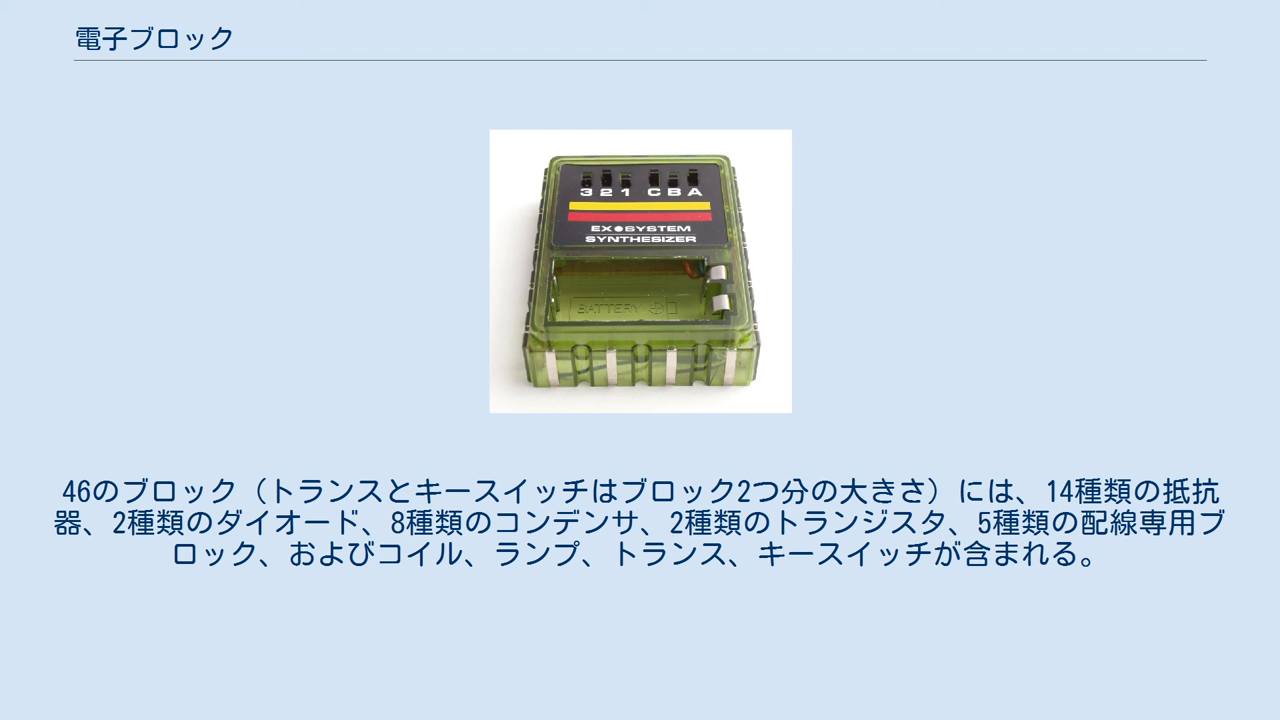 電子ブロック
3 2 1 C B A
EX SYSTEM
SYNTHESIZER
BATTERY
46のブロック（トランスとキースイッチはブロック2つ分の大きさ）には、14種類の抵抗
器、2種類のダイオード、8種類のコンデンサ、2種類のトランジスタ、5種類の配線専用ブ
ロック、およびコイル、ランプ、トランス、キースイッチが含まれる。